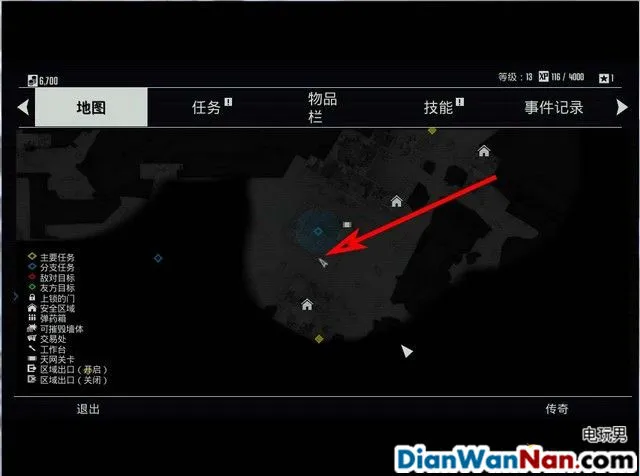 6,700
等级: 13 XP 116 / 4000 1
地图
任务
物品栏
技能
事件记录
主要任务
分支任务
敌对目标
友方目标
上锁的门
安全区域
弹药箱
可摧毁墙体
交易处
工作台
天网关卡
区域出口（开启）
区域出口（关闭）
退出
传奇
电玩男
DianWanNan.com